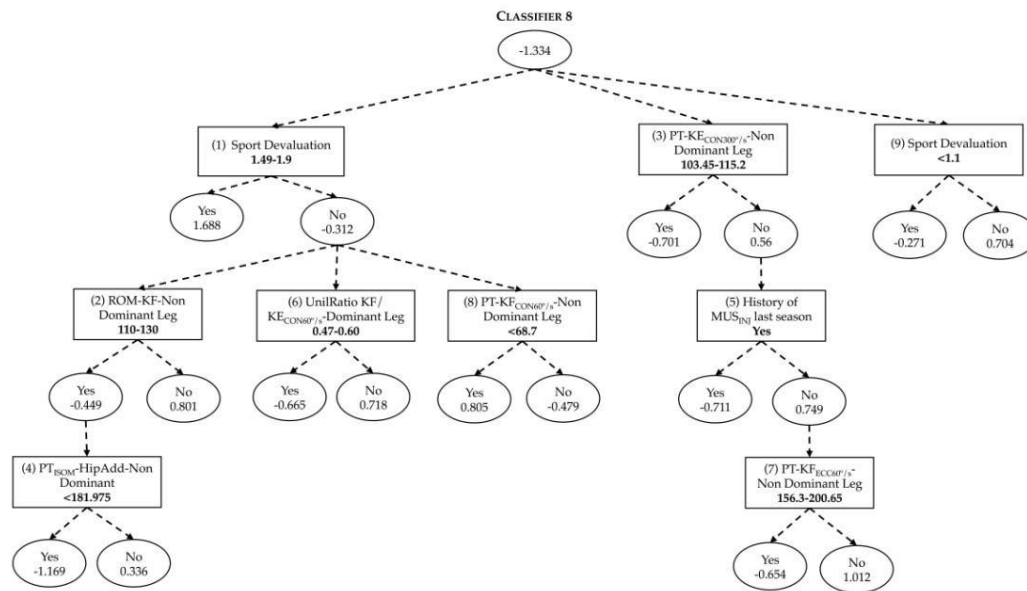 CLASSIFIER 8
-1.334
(1) Sport Devaluation
1.49-1.9
(3) PT-KECON300º/s-Non
Dominant Leg
103.45-115.2
(9) Sport Devaluation
<1.1
Yes
1.688
No
-0.312
Yes
-0.701
No
0.56
Yes
-0.271
No
0.704
(2) ROM-KF-Non
Dominant Leg
110-130
(6) UnilRatio KF/
KECON60º/s-Dominant Leg
0.47-0.60
(8) PT-KFCON60º/s-Non
Dominant Leg
<68.7
(5) History of
MUSINJ last season
Yes
Yes
-0.449
No
0.801
Yes
-0.665
No
0.718
Yes
0.805
No
-0.479
Yes
-0.711
No
0.749
(4) PTISOM-HipAdd-Non
Dominant
<181.975
(7) PT-KFECC60º/s-
Non Dominant Leg
156.3-200.65
Yes
-1.169
No
0.336
Yes
-0.654
No
1.012